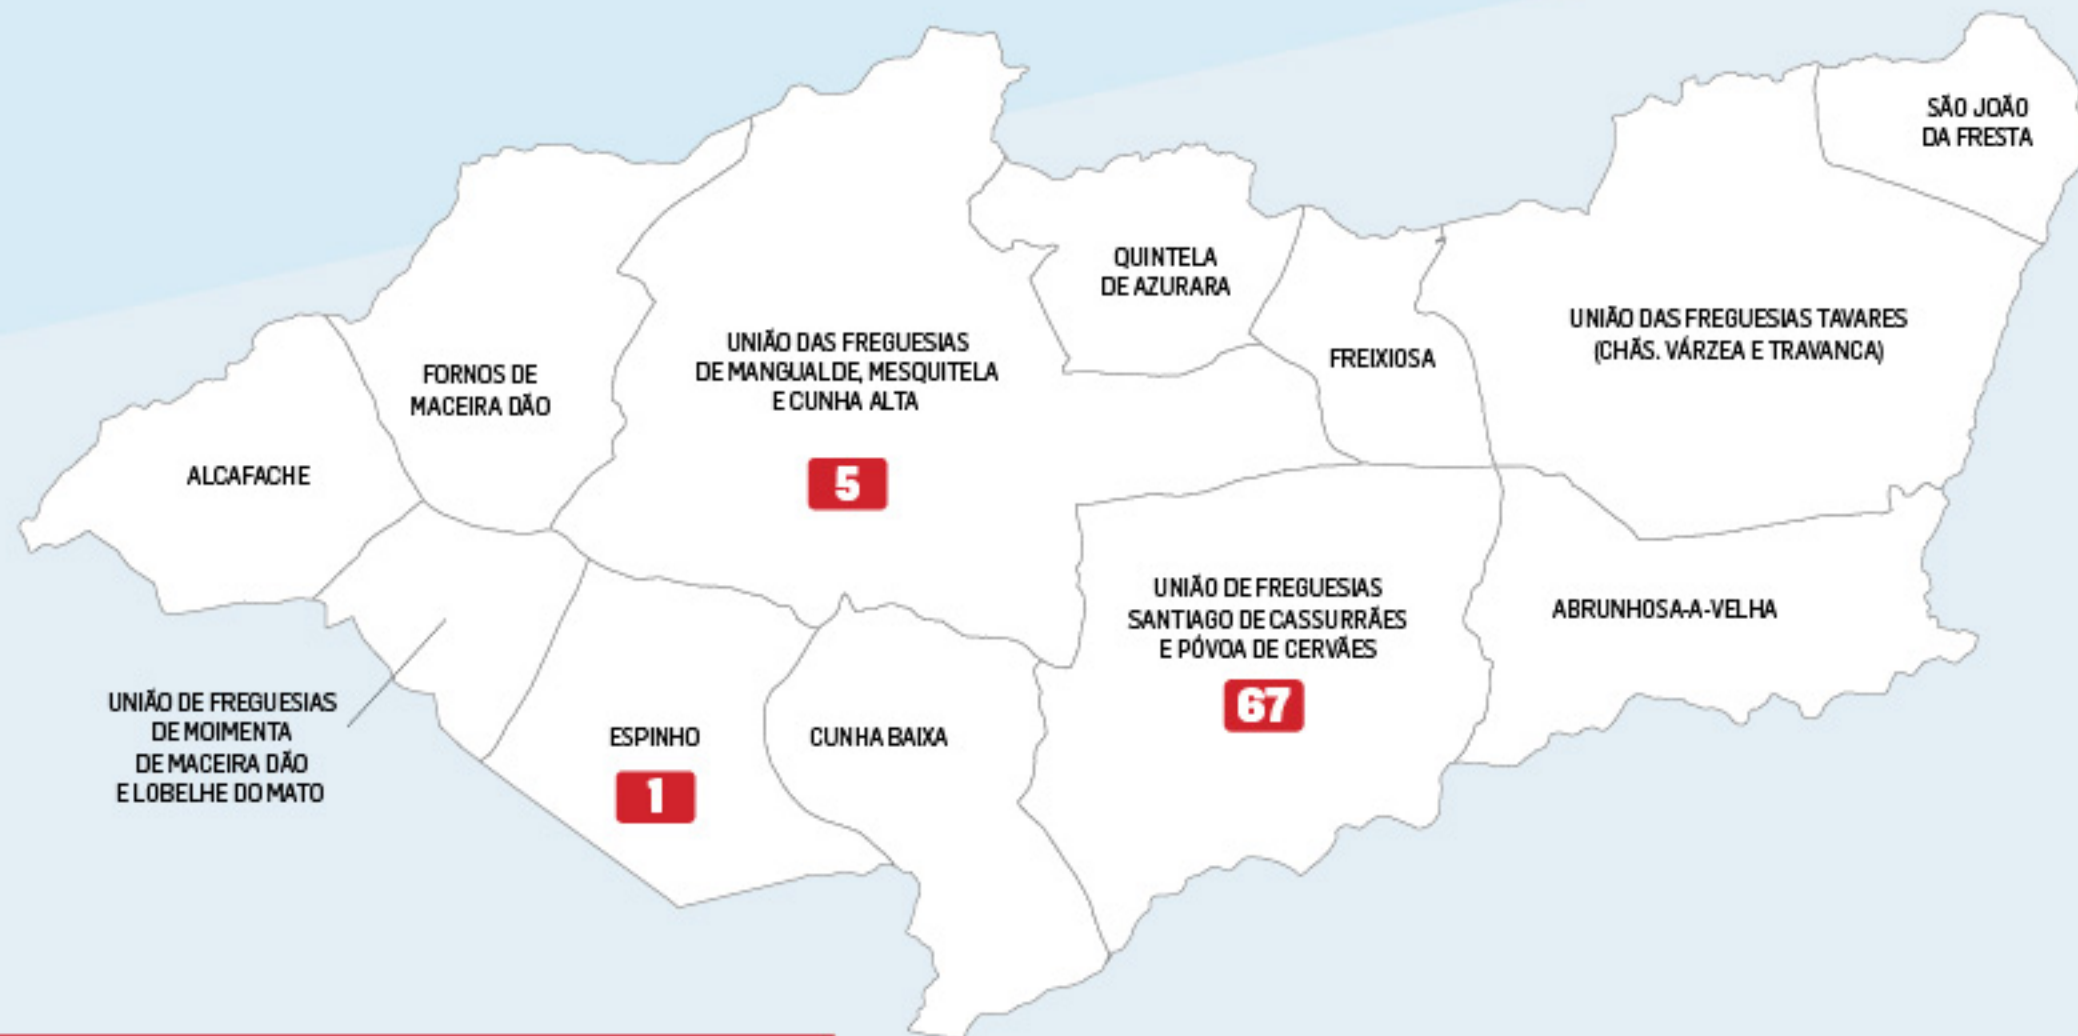 SÃO JOÃO
DA FRESTA
QUINTELA
DE AZURARA
UNIÃO DAS FREGUESIAS TAVARES
(CHÃS. VÁRZEA E TRAVANCA)
UNIÃO DAS FREGUESIAS
DE MANGUALDE, MESQUITELA
E CUNHA ALTA
5
FREIXIOSA
FORNOS DE
MACEIRA DÃO
ALCAFACHE
UNIÃO DE FREGUESIAS
SANTIAGO DE CASSURRÃES
E PÓVOA DE CERVÃES
67
ABRUNHOSA-A-VELHA
UNIÃO DE FREGUESIAS
DE MOIMENTA
DE MACEIRA DÃO
E LOBELHE DO MATO
ESPINHO
1
CUNHA BAIXA